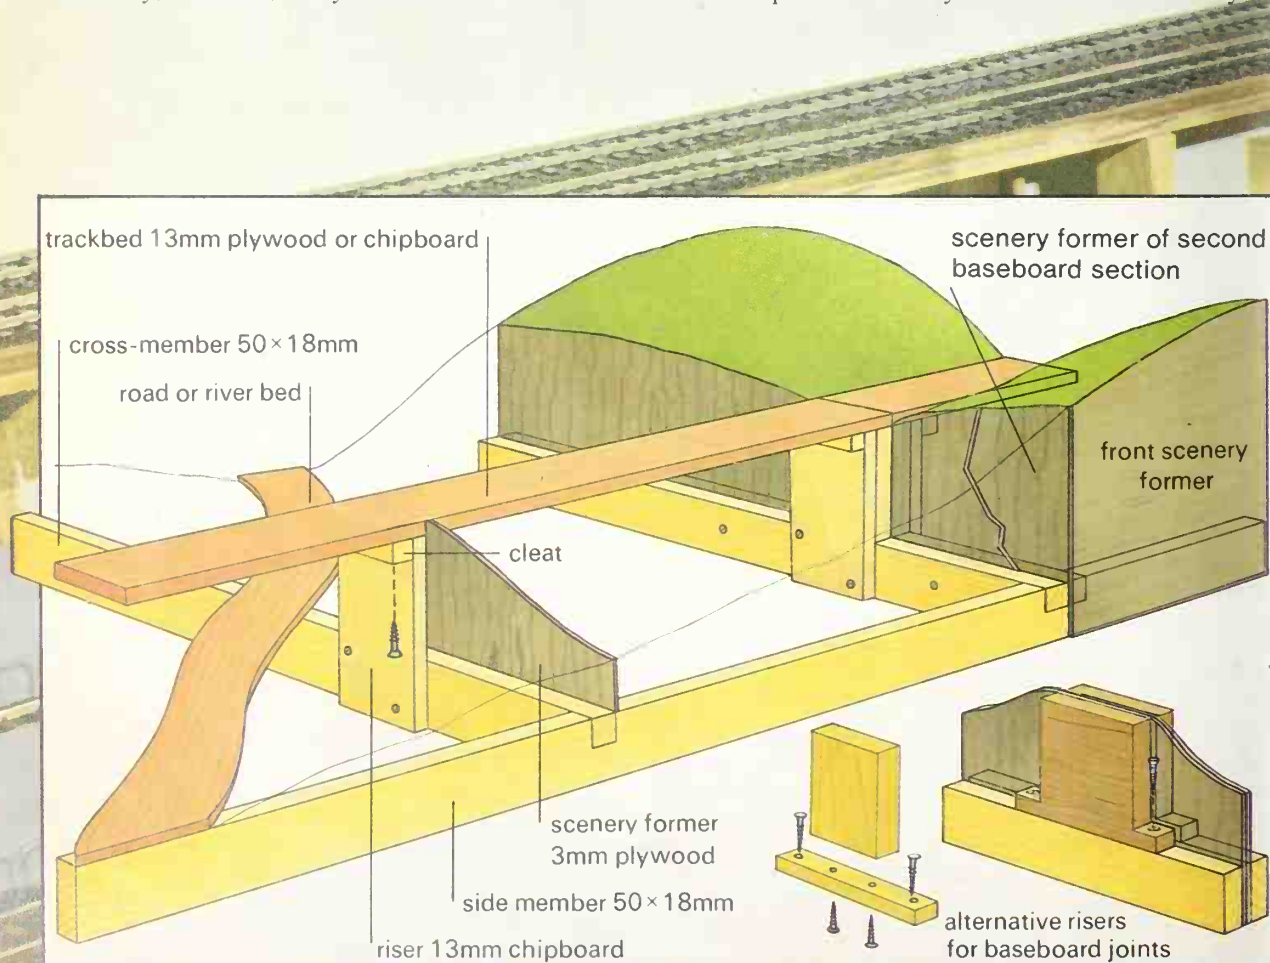 trackbed 13mm plywood or chipboard
scenery former of second
baseboard section
cross-member 50 × 18mm
road or river bed
front scenery
former
cleat
scenery former
3mm plywood
side member 50 × 18mm
riser 13mm chipboard
alternative risers
for baseboard joints